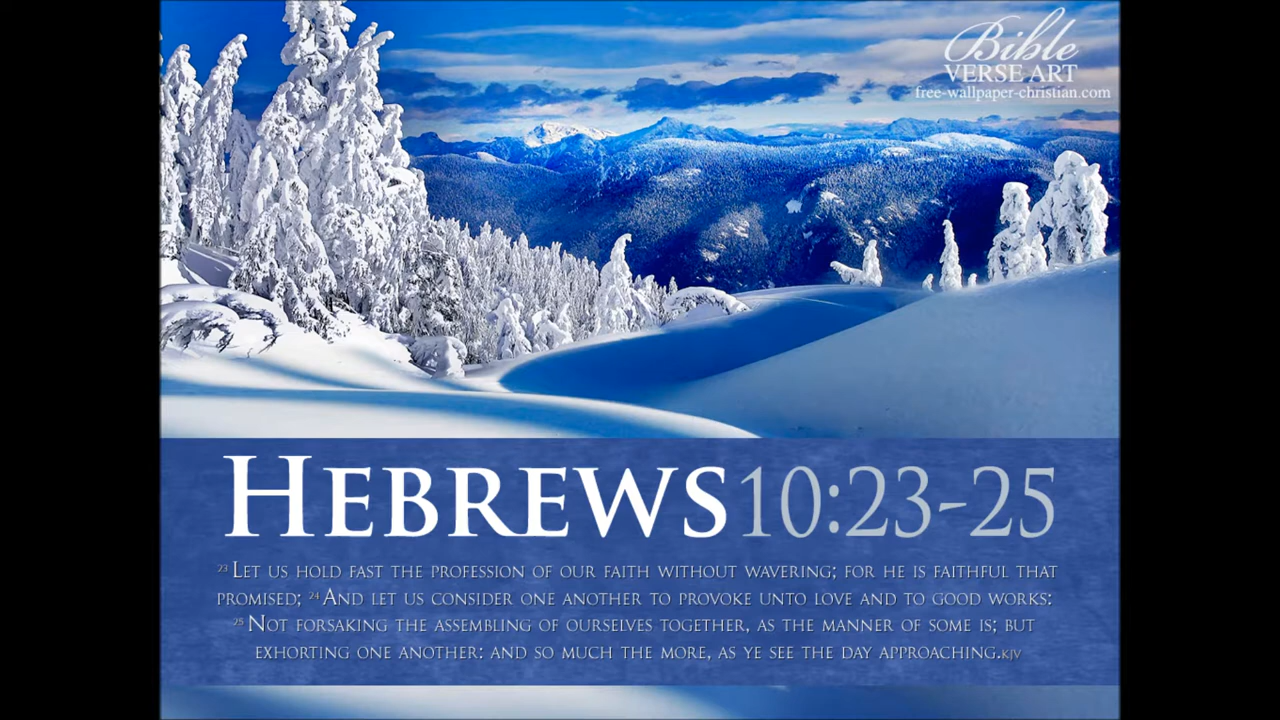 Bible
VERSE ART
free-wallpaper-christian.com
HEBREWS 10:23-25
23 LET US HOLD FAST THE PROFESSION OF OUR FAITH WITHOUT WAVERING; FOR HE IS FAITHFUL THAT
PROMISED; 24 AND LET US CONSIDER ONE ANOTHER TO PROVOKE UNTO LOVE AND TO GOOD WORKS:
25 NOT FORSAKING THE ASSEMBLING OF OURSELVES TOGETHER, AS THE MANNER OF SOME IS; BUT
EXHORTING ONE ANOTHER: AND SO MUCH THE MORE, AS YE SEE THE DAY APPROACHING.KJV